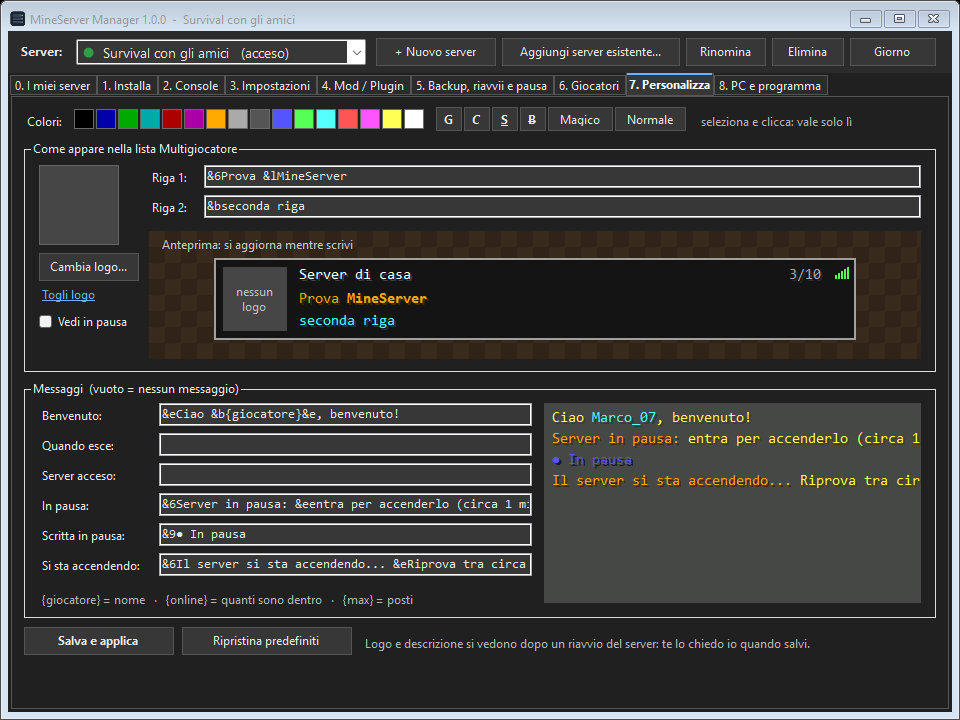 MineServer Manager 1.0.0 - Survival con gli amici
Server: Survival con gli amici (acceso) + Nuovo server Aggiungi server esistente... Rinomina Elimina Giorno
0. I miei server 1. Installa 2. Console 3. Impostazioni 4. Mod / Plugin 5. Backup, riavvii e pausa 6. Giocatori 7. Personalizza 8. PC e programma
Colori: G C S B Magico Normale seleziona e clicca: vale solo lì
Come appare nella lista Multigiocatore
Riga 1: &6Prova &lMineServer
Riga 2: &bseconda riga
Anteprima: si aggiorna mentre scrivi
Cambia logo...
Togli logo
Vedi in pausa
nessun logo
Server di casa 3/10
Prova MineServer
seconda riga
Messaggi (vuoto = nessun messaggio)
Benvenuto: &eCiao &b{giocatore}&e, benvenuto!
Quando esce:
Server acceso:
In pausa: &6Server in pausa: &eentra per accenderlo (circa 1 m
Scritta in pausa: &9● In pausa
Si sta accendendo: &6Il server si sta accendendo... &eRiprova tra circa
Ciao Marco_07, benvenuto!
Server in pausa: entra per accenderlo (circa 1
● In pausa
Il server si sta accendendo... Riprova tra cir
{giocatore} = nome · {online} = quanti sono dentro · {max} = posti
Salva e applica Ripristina predefiniti Logo e descrizione si vedono dopo un riavvio del server: te lo chiedo io quando salvi.